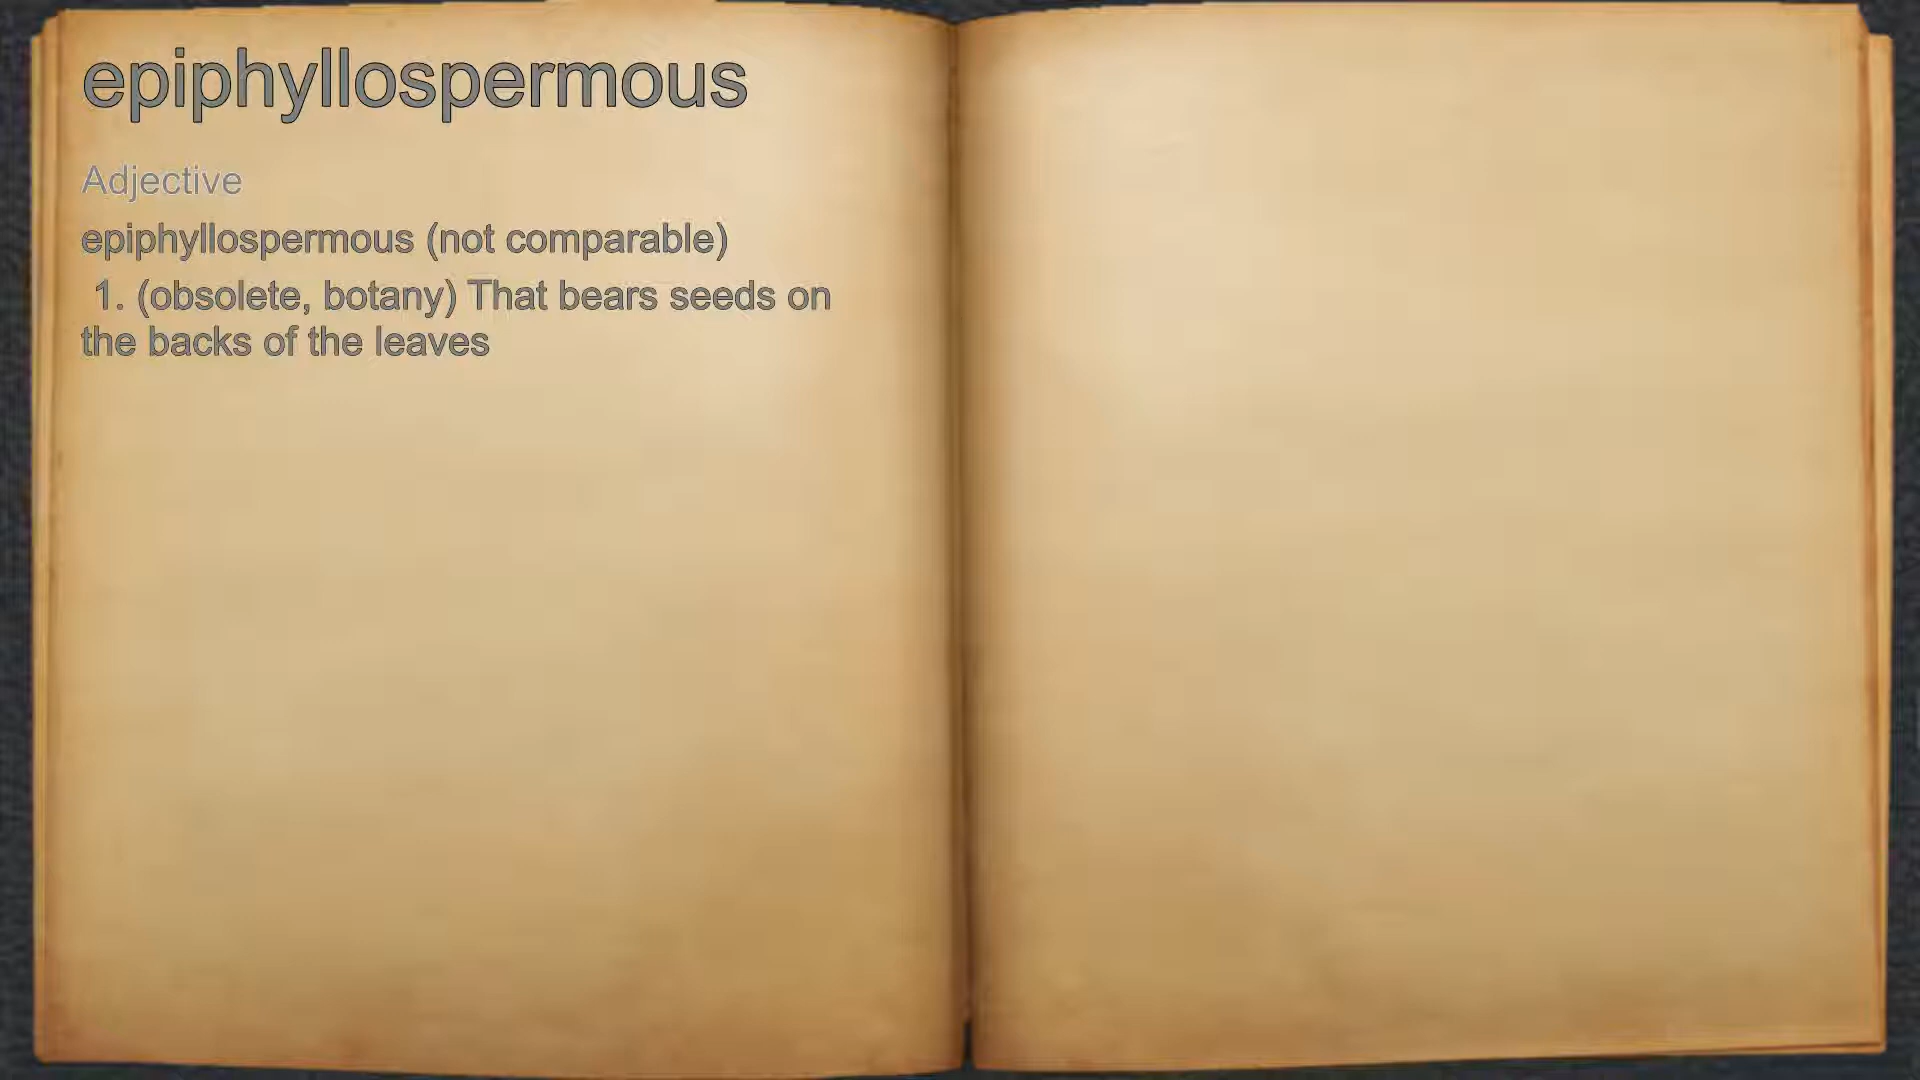 epiphyllospermous
Adjective
epiphyllospermous (not comparable)
1. (obsolete, botany) That bears seeds on
the backs of the leaves